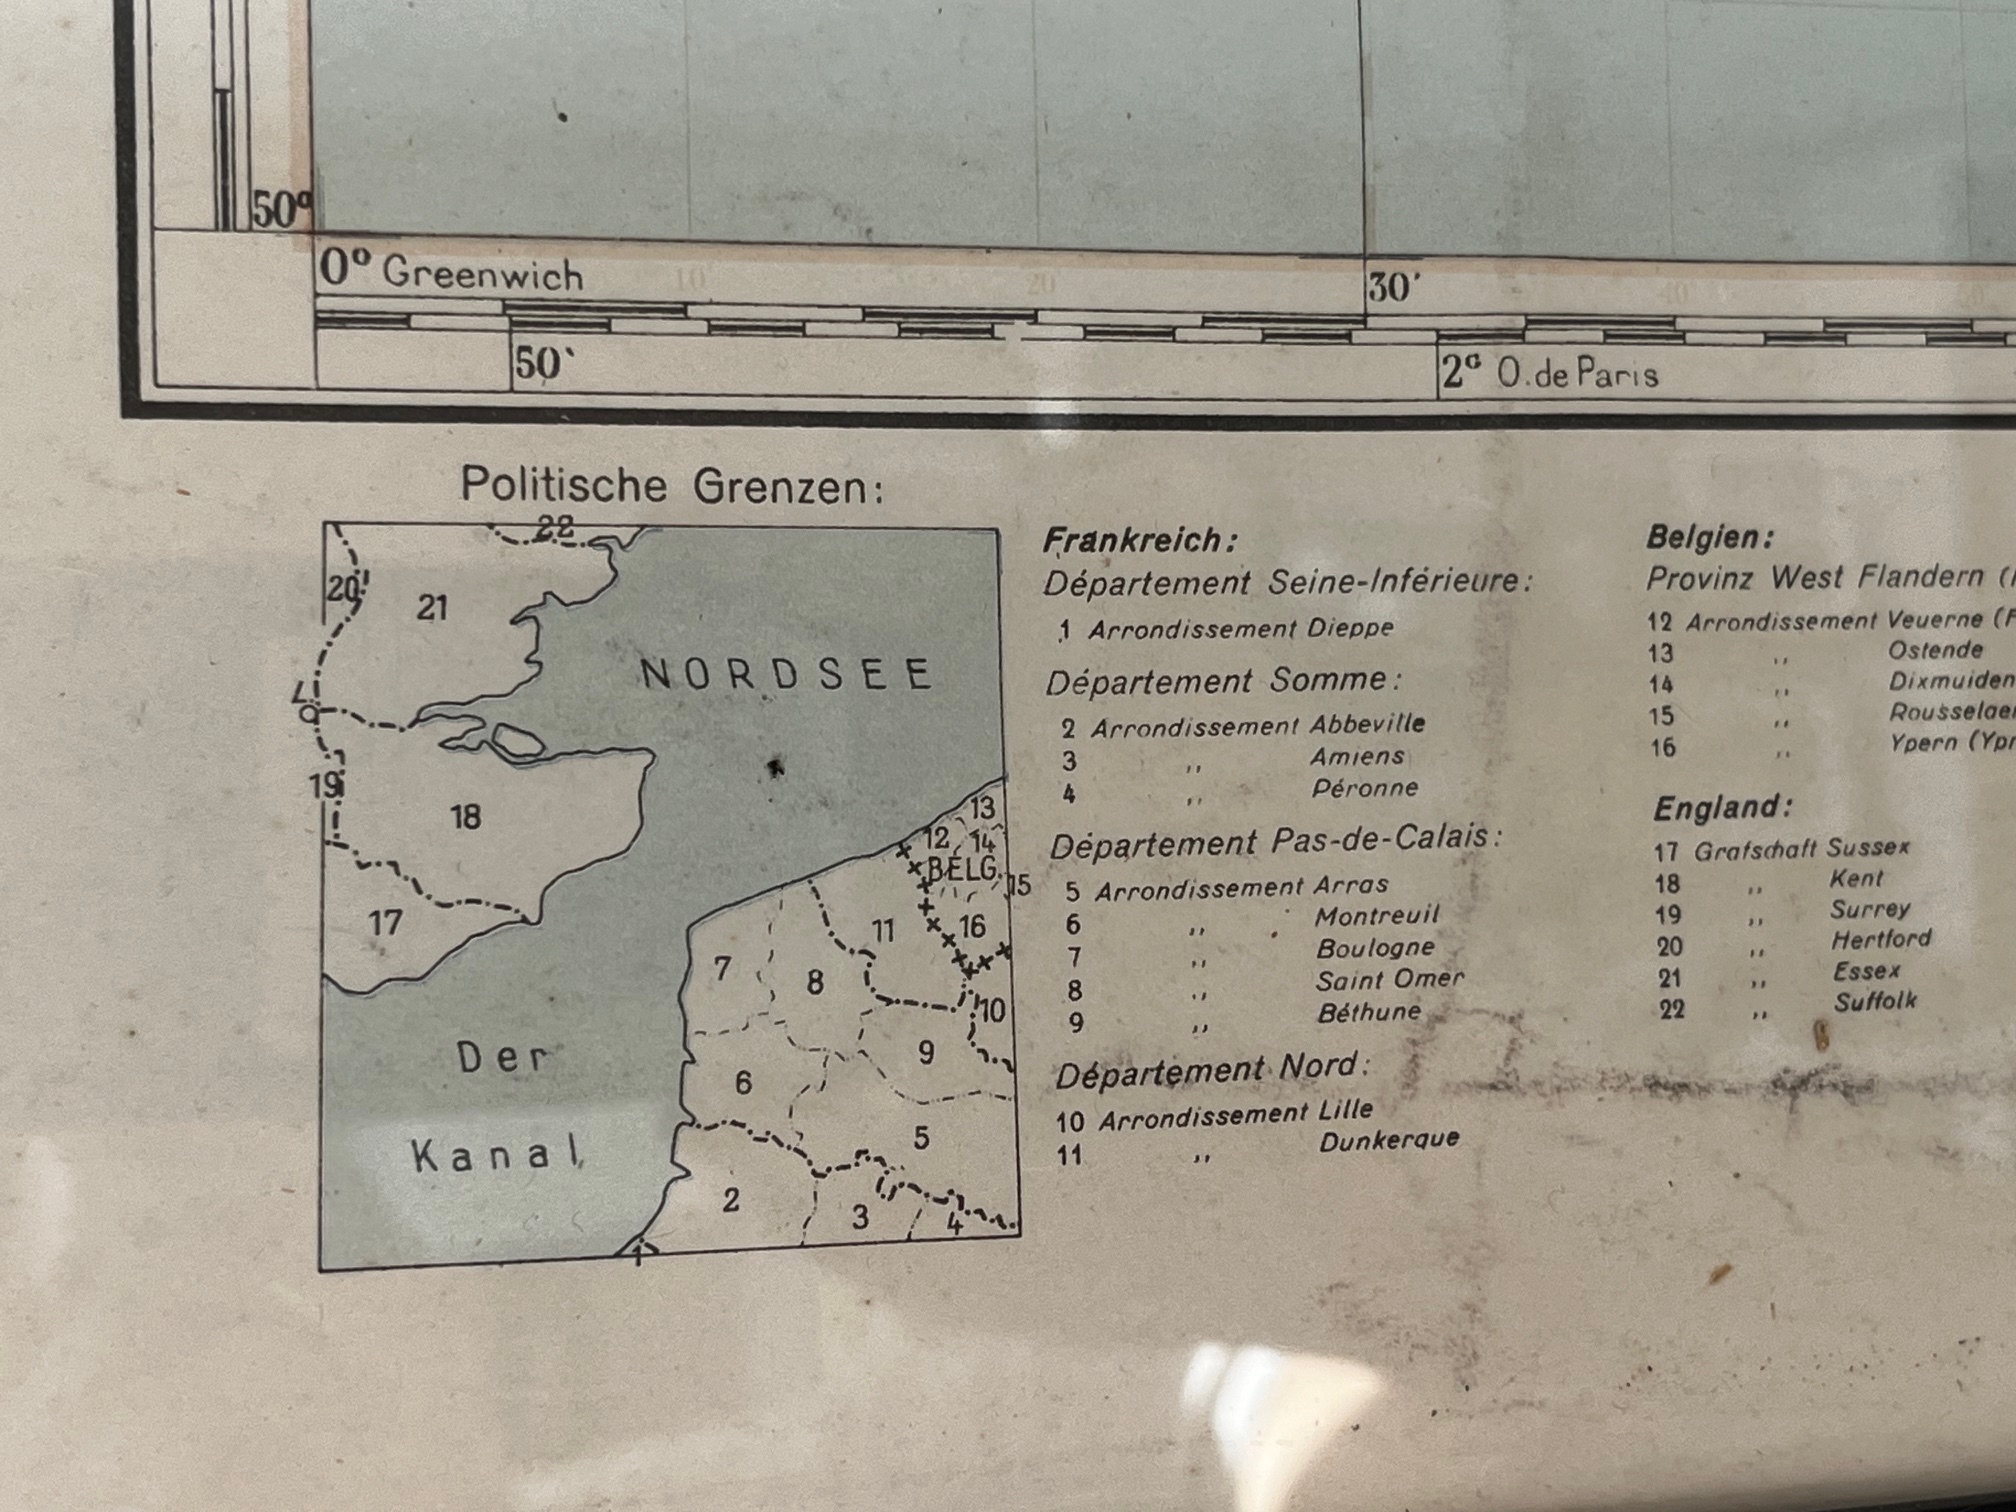 50°
0° Greenwich 10 20 30' 40
50' 2° O. de Paris
Politische Grenzen:
22
20
21
NORDSEE
L
19
18
13
12 14
BELG.
15
17
11
16
7
8
10
Der
9
6
Kanal
5
2
3
4
1
Frankreich:
Département Seine-Inférieure:
1 Arrondissement Dieppe
Département Somme:
2 Arrondissement Abbeville
3 ,, Amiens
4 ,, Péronne
Département Pas-de-Calais:
5 Arrondissement Arras
6 ,, Montreuil
7 ,, Boulogne
8 ,, Saint Omer
9 ,, Béthune
Département Nord:
10 Arrondissement Lille
11 ,, Dunkerque
Belgien:
Provinz West Flandern (
12 Arrondissement Veuerne (F
13 ,, Ostende
14 ,, Dixmuiden
15 ,, Rousselaer
16 ,, Ypern (Ypr
England:
17 Grafschaft Sussex
18 ,, Kent
19 ,, Surrey
20 ,, Hertford
21 ,, Essex
22 ,, Suffolk